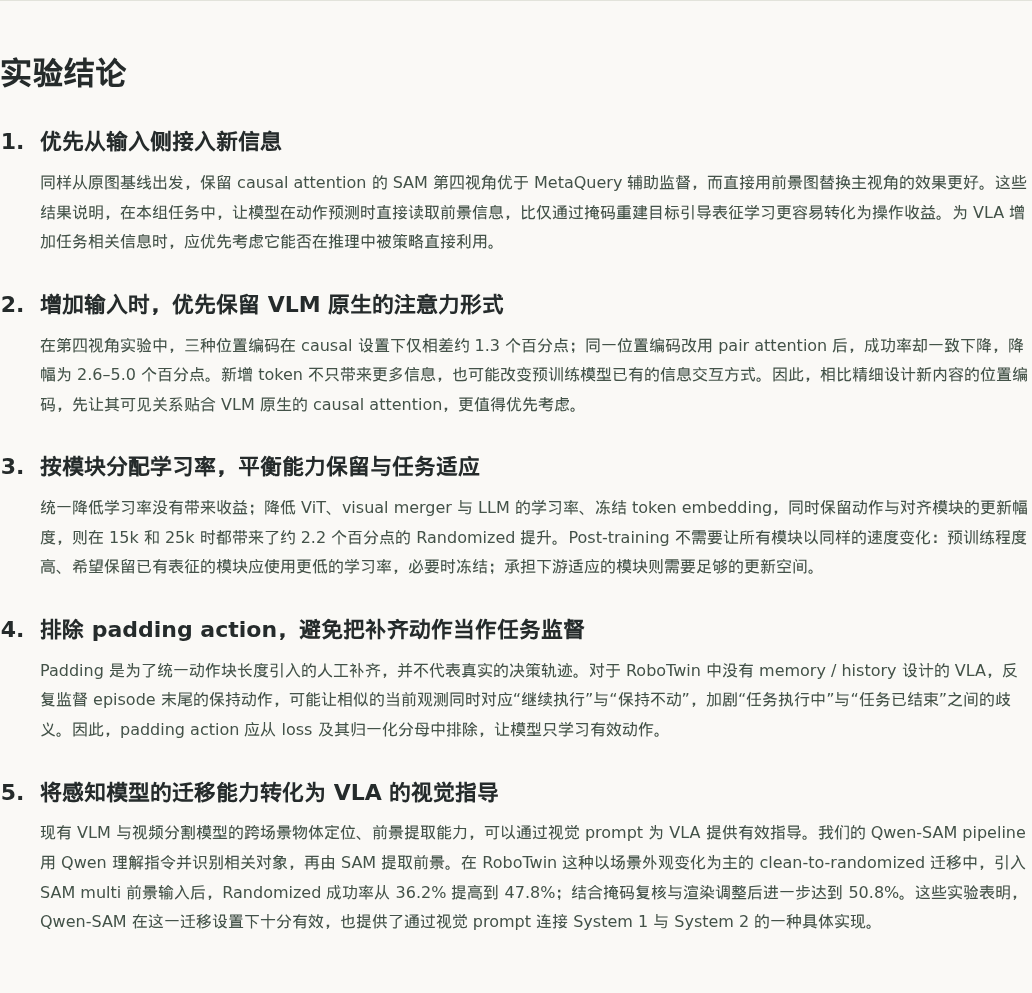 实验结论
1. 优先从输入侧接入新信息
同样从原图基线出发，保留 causal attention 的 SAM 第四视角优于 MetaQuery 辅助监督，而直接用前景图替换主视角的效果更好。这些
结果说明，在本组任务中，让模型在动作预测时直接读取前景信息，比仅通过掩码重建目标引导表征学习更容易转化为操作收益。为 VLA 增
加任务相关信息时，应优先考虑它能否在推理中被策略直接利用。
2. 增加输入时，优先保留 VLM 原生的注意力形式
在第四视角实验中，三种位置编码在 causal 设置下仅相差约 1.3 个百分点；同一位置编码改用 pair attention 后，成功率却一致下降，降
幅为 2.6–5.0 个百分点。新增 token 不只带来更多信息，也可能改变预训练模型已有的信息交互方式。因此，相比精细设计新内容的位置编
码，先让其可见关系贴合 VLM 原生的 causal attention，更值得优先考虑。
3. 按模块分配学习率，平衡能力保留与任务适应
统一降低学习率没有带来收益；降低 ViT、visual merger 与 LLM 的学习率、冻结 token embedding，同时保留动作与对齐模块的更新幅
度，则在 15k 和 25k 时都带来了约 2.2 个百分点的 Randomized 提升。Post-training 不需要让所有模块以同样的速度变化：预训练程度
高、希望保留已有表征的模块应使用更低的学习率，必要时冻结；承担下游适应的模块则需要足够的更新空间。
4. 排除 padding action，避免把补齐动作当作任务监督
Padding 是为了统一动作块长度引入的人工补齐，并不代表真实的决策轨迹。对于 RoboTwin 中没有 memory / history 设计的 VLA，反
复监督 episode 末尾的保持动作，可能让相似的当前观测同时对应“继续执行”与“保持不动”，加剧“任务执行中”与“任务已结束”之间的歧
义。因此，padding action 应从 loss 及其归一化分母中排除，让模型只学习有效动作。
5. 将感知模型的迁移能力转化为 VLA 的视觉指导
现有 VLM 与视频分割模型的跨场景物体定位、前景提取能力，可以通过视觉 prompt 为 VLA 提供有效指导。我们的 Qwen-SAM pipeline
用 Qwen 理解指令并识别相关对象，再由 SAM 提取前景。在 RoboTwin 这种以场景外观变化为主的 clean-to-randomized 迁移中，引入
SAM multi 前景输入后，Randomized 成功率从 36.2% 提高到 47.8%；结合掩码复核与渲染调整后进一步达到 50.8%。这些实验表明，
Qwen-SAM 在这一迁移设置下十分有效，也提供了通过视觉 prompt 连接 System 1 与 System 2 的一种具体实现。